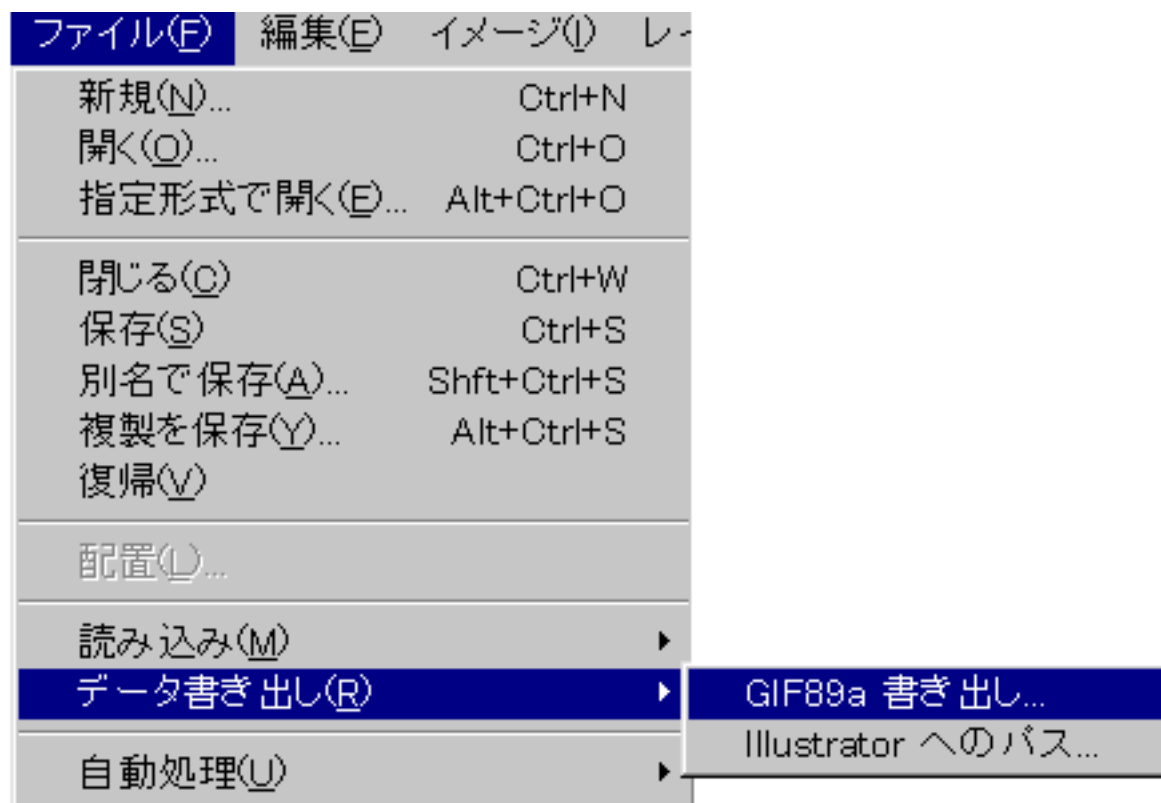 ファイル(F) 編集(E) イメージ(I)
新規(N)... Ctrl+N
開く(O)... Ctrl+O
指定形式で開く(E)... Alt+Ctrl+O
閉じる(C) Ctrl+W
保存(S) Ctrl+S
別名で保存(A)... Shft+Ctrl+S
複製を保存(Y)... Alt+Ctrl+S
復帰(V)
配置(L)...
読み込み(M)
データ書き出し(R)
GIF89a 書き出し...
Illustrator へのパス...
自動処理(U)